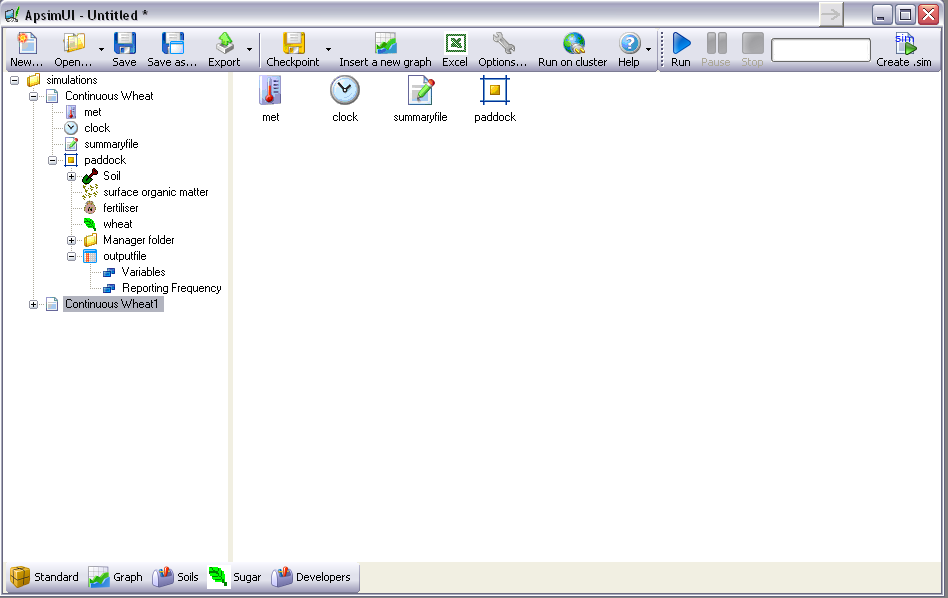 ApsimUI - Untitled *
New... Open... Save Save as... Export Checkpoint Insert a new graph Excel Options... Run on cluster Help Run Pause Stop sim Create .sim
simulations
Continuous Wheat
met
clock
summaryfile
paddock
Soil
surface organic matter
fertiliser
wheat
Manager folder
outputfile
Variables
Reporting Frequency
Continuous Wheat1
met clock summaryfile paddock
Standard Graph Soils Sugar Developers